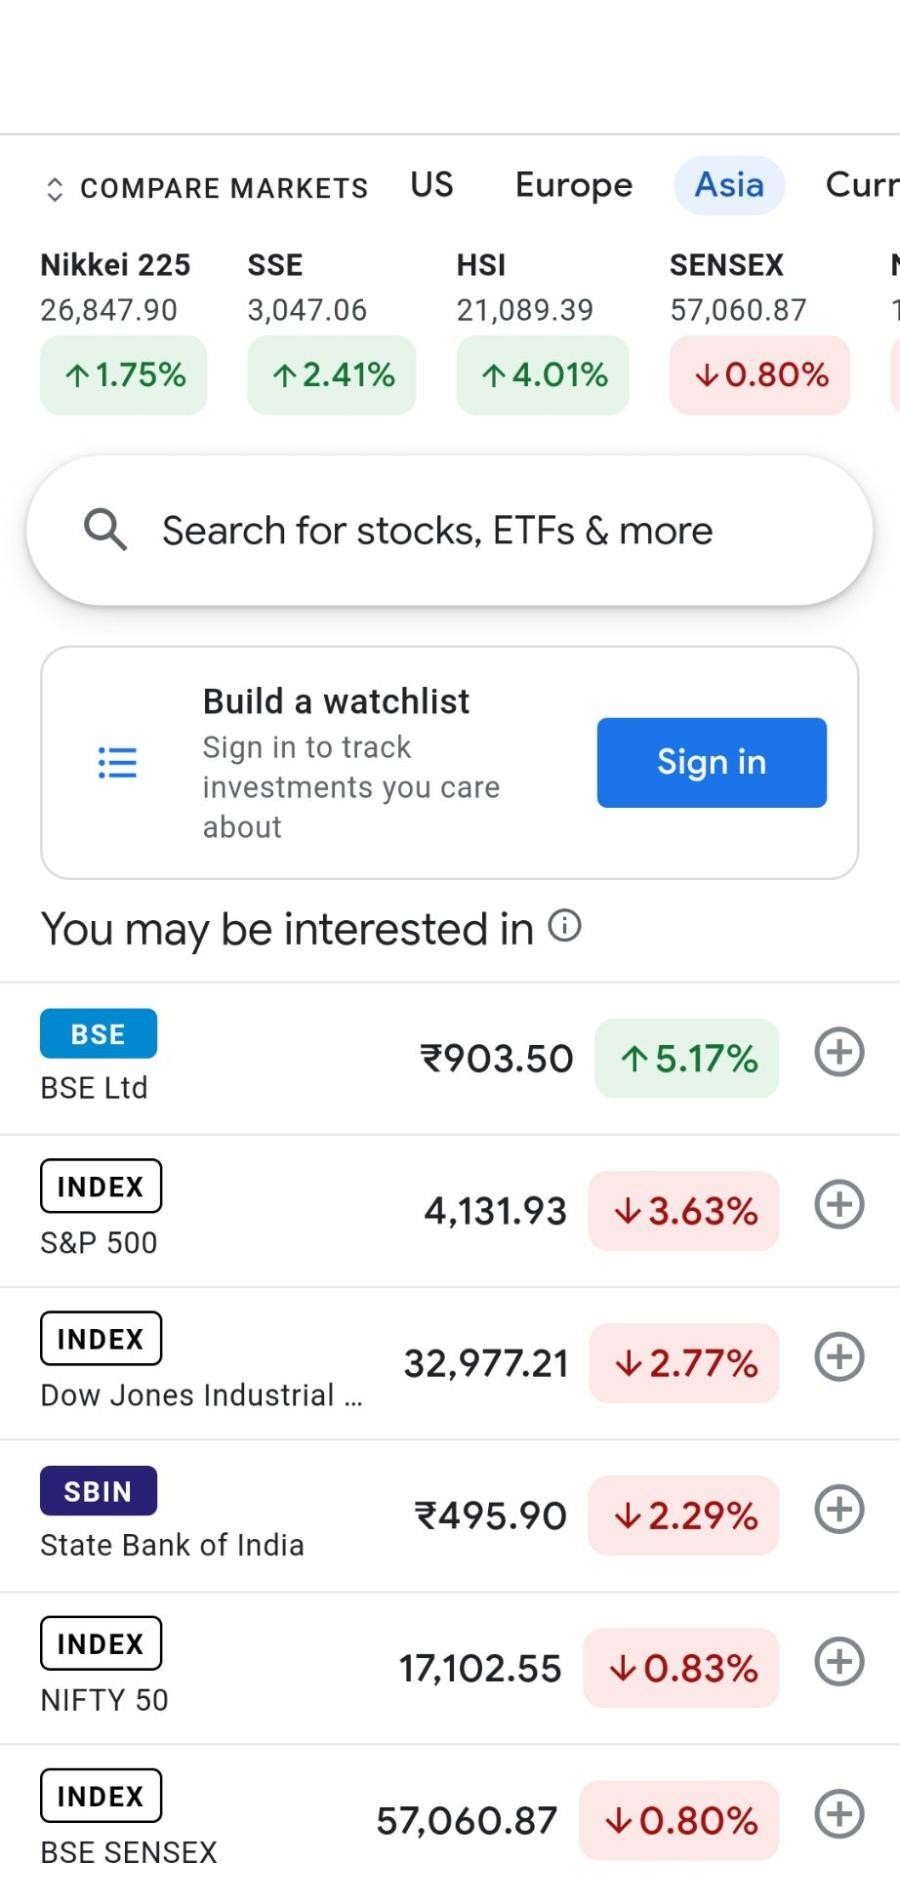 COMPARE MARKETS US Europe Asia Curr
Nikkei 225 SSE HSI SENSEX
26,847.90 3,047.06 21,089.39 57,060.87
↑1.75% ↑2.41% ↑4.01% ↓0.80%
Search for stocks, ETFs & more
Build a watchlist
Sign in to track
investments you care
about
Sign in
You may be interested in
BSE
BSE Ltd
₹903.50 ↑5.17%
INDEX
S&P 500
4,131.93 ↓3.63%
INDEX
Dow Jones Industrial ...
32,977.21 ↓2.77%
SBIN
State Bank of India
₹495.90 ↓2.29%
INDEX
NIFTY 50
17,102.55 ↓0.83%
INDEX
BSE SENSEX
57,060.87 ↓0.80%